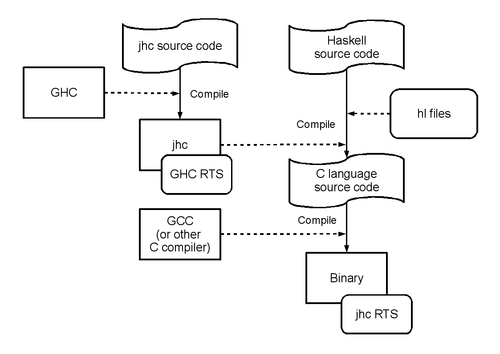 jhc source code
Haskell
source code
GHC
Compile
hl files
Compile
jhc
GHC RTS
C language
source code
GCC
(or other
C compiler)
Compile
Binary
jhc RTS